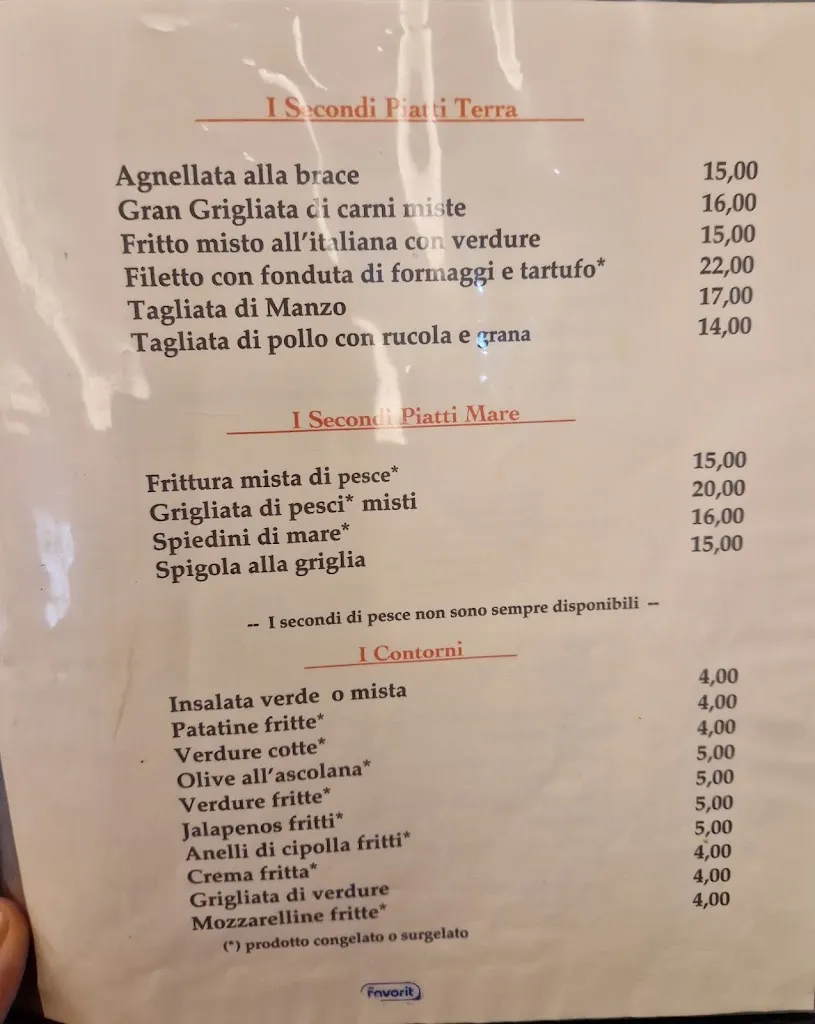 I Secondi Piatti Terra
Agnellata alla brace 15,00
Gran Grigliata di carni miste 16,00
Fritto misto all'italiana con verdure 15,00
Filetto con fonduta di formaggi e tartufo* 22,00
Tagliata di Manzo 17,00
Tagliata di pollo con rucola e grana 14,00
I Secondi Piatti Mare
Frittura mista di pesce* 15,00
Grigliata di pesci* misti 20,00
Spiedini di mare* 16,00
Spigola alla griglia 15,00
-- I secondi di pesce non sono sempre disponibili --
I Contorni
Insalata verde o mista 4,00
Patatine fritte* 4,00
Verdure cotte* 4,00
Olive all'ascolana* 5,00
Verdure fritte* 5,00
Jalapenos fritti* 5,00
Anelli di cipolla fritti* 5,00
Crema fritta* 4,00
Grigliata di verdure 4,00
Mozzarelline fritte* 4,00
(*) prodotto congelato o surgelato
Favorit